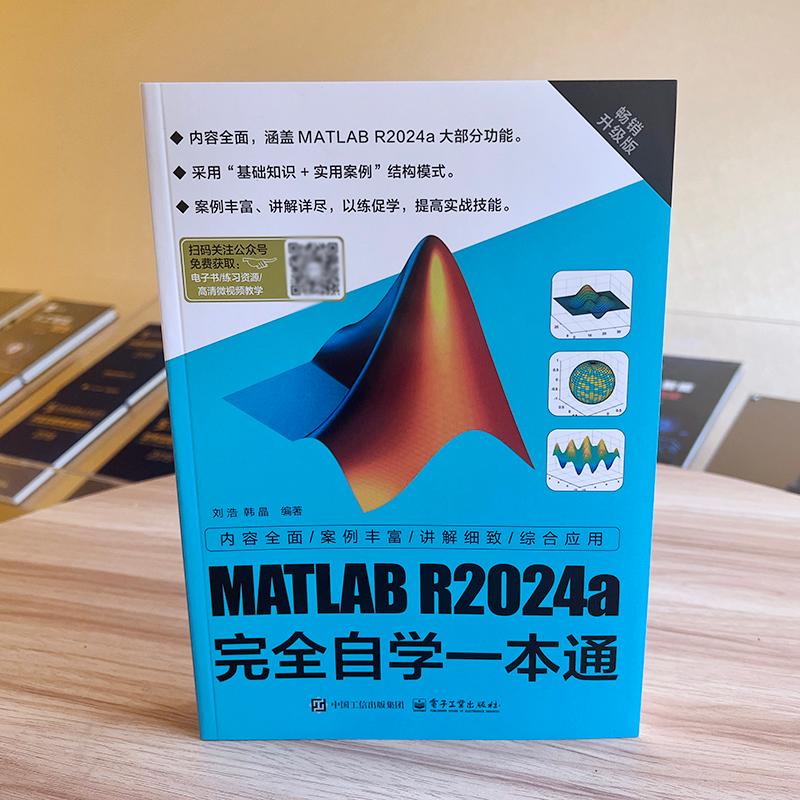 畅销
升级版
◆ 内容全面，涵盖 MATLAB R2024a 大部分功能。
◆ 采用“基础知识 + 实用案例”结构模式。
◆ 案例丰富、讲解详尽，以练促学，提高实战技能。
扫码关注公众号
免费获取：
电子书/练习资源/
高清微视频教学
刘浩 韩晶 编著
内容全面/案例丰富/讲解细致/综合应用
MATLAB R2024a
完全自学一本通
中国工信出版集团 电子工业出版社